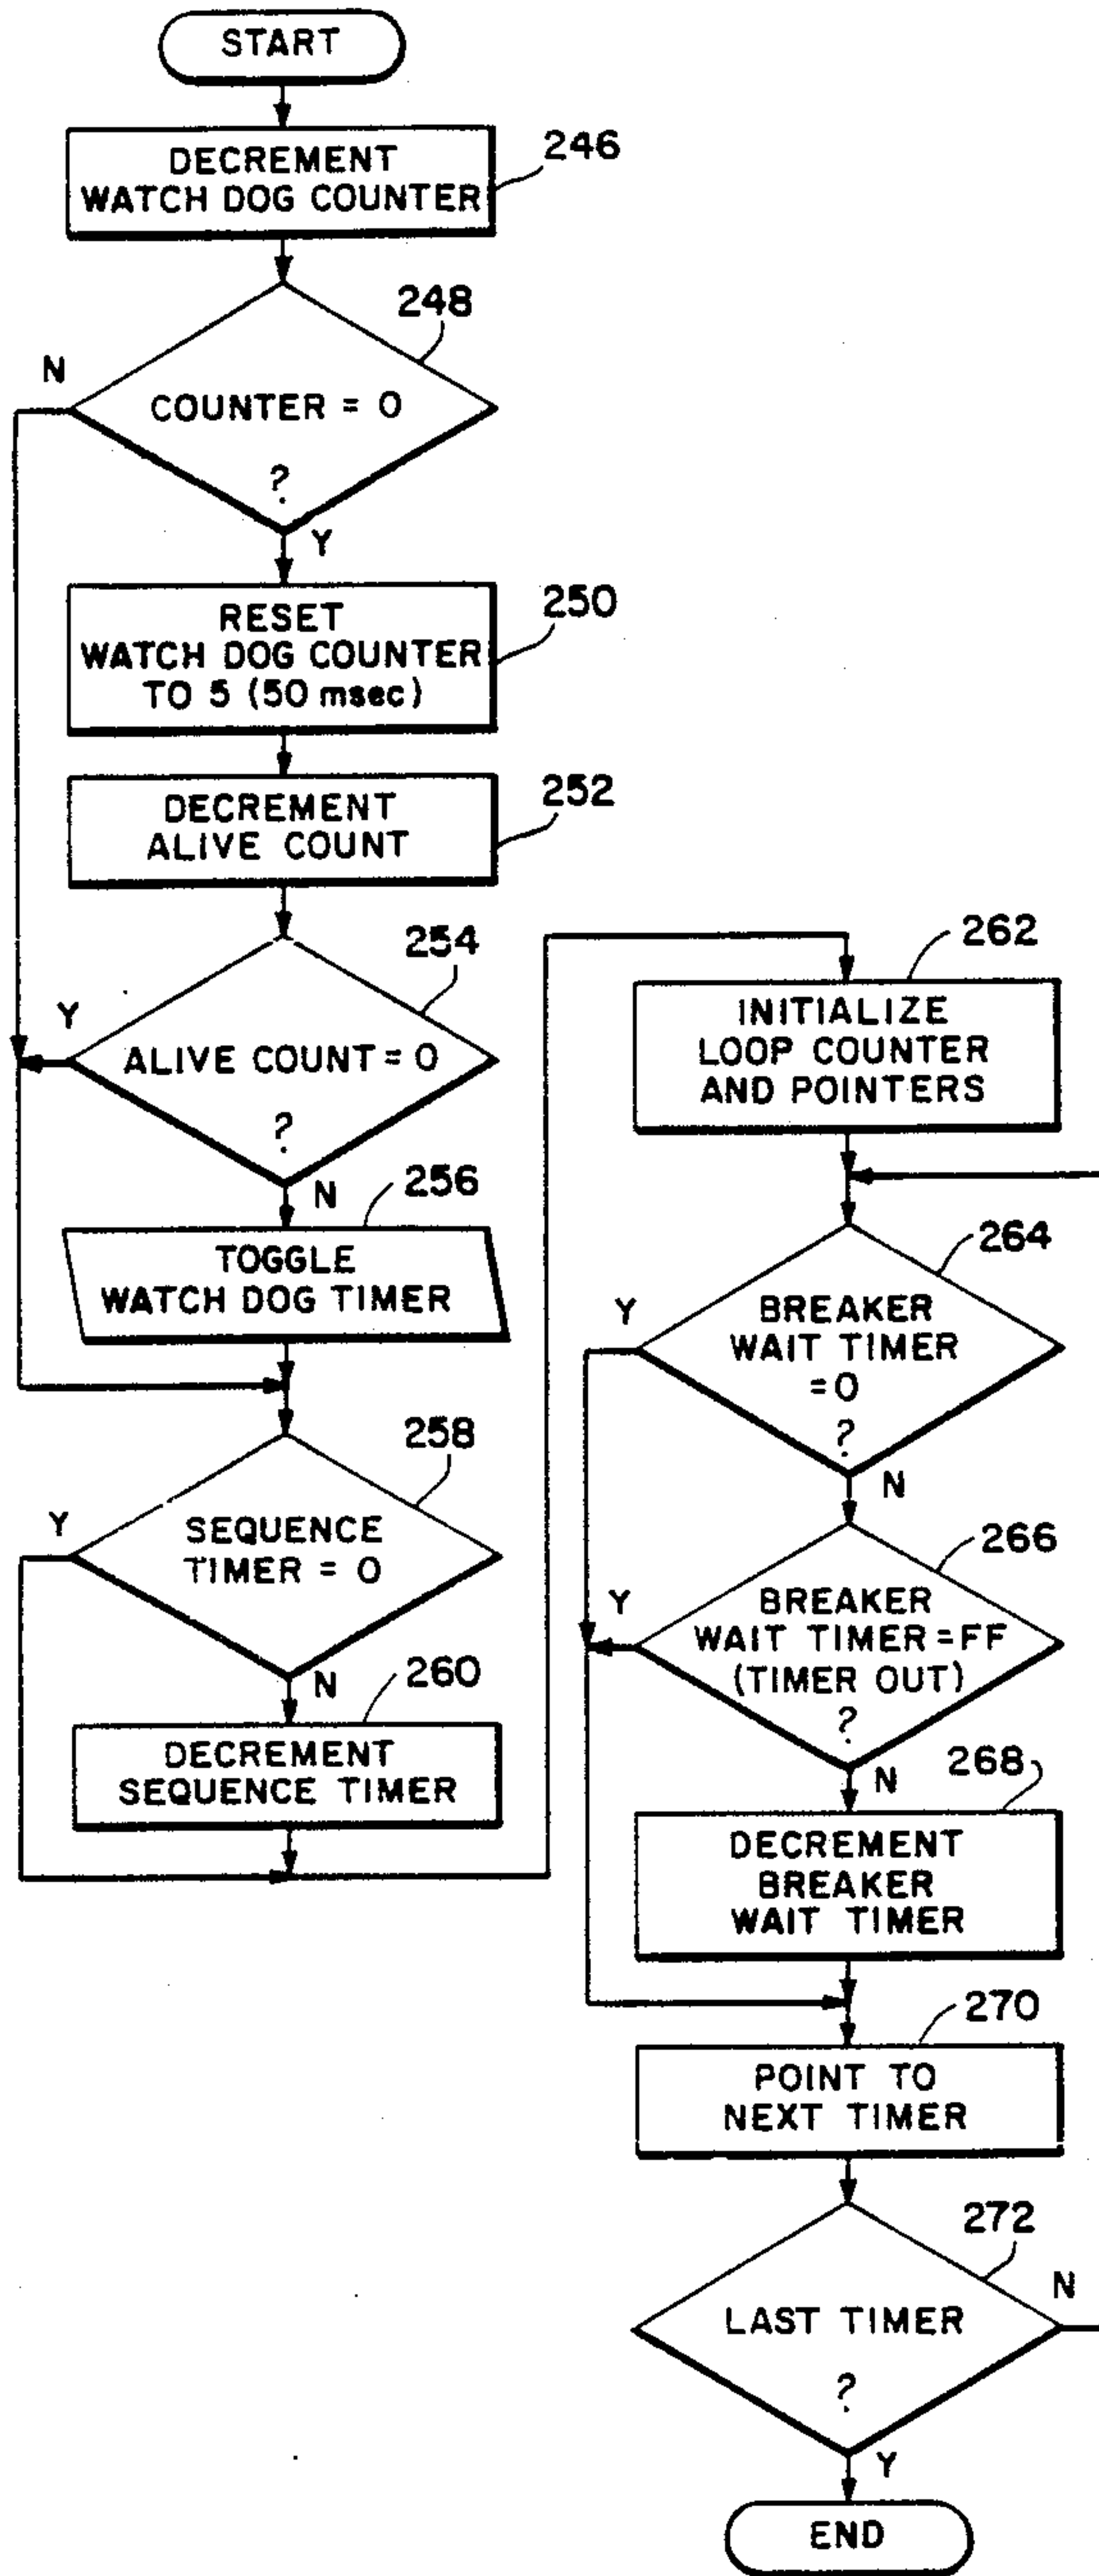 START
DECREMENT
WATCH DOG COUNTER
246
248
N
COUNTER = 0
?
Y
RESET
WATCH DOG COUNTER
TO 5 (50 msec)
250
DECREMENT
ALIVE COUNT
252
254
Y
ALIVE COUNT = 0
?
N
256
TOGGLE
WATCH DOG TIMER
258
Y
SEQUENCE
TIMER = 0
N
260
DECREMENT
SEQUENCE TIMER
262
INITIALIZE
LOOP COUNTER
AND POINTERS
264
Y
BREAKER
WAIT TIMER
=0
?
N
266
Y
BREAKER
WAIT TIMER =FF
(TIMER OUT)
?
N
268
DECREMENT
BREAKER
WAIT TIMER
270
POINT TO
NEXT TIMER
272
N
LAST TIMER
?
Y
END